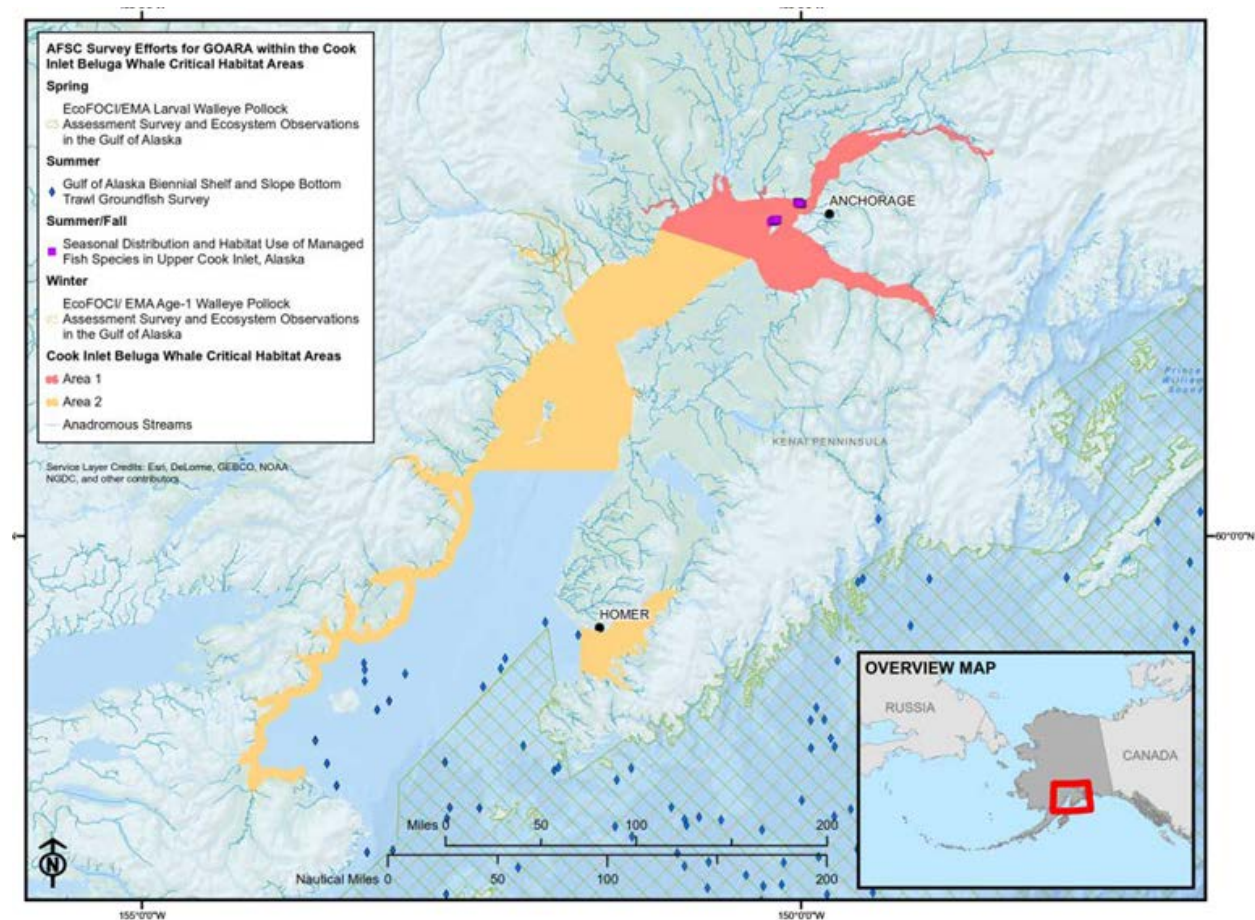 AFSC Survey Efforts for GOARA within the Cook
Inlet Beluga Whale Critical Habitat Areas
Spring
EcoFOCI/EMA Larval Walleye Pollock
Assessment Survey and Ecosystem Observations
in the Gulf of Alaska
Summer
Gulf of Alaska Biennial Shelf and Slope Bottom
Trawl Groundfish Survey
Summer/Fall
Seasonal Distribution and Habitat Use of Managed
Fish Species in Upper Cook Inlet, Alaska
Winter
EcoFOCI/ EMA Age-1 Walleye Pollock
Assessment Survey and Ecosystem Observations
in the Gulf of Alaska
Cook Inlet Beluga Whale Critical Habitat Areas
Area 1
Area 2
Anadromous Streams
Service Layer Credits: Esri, DeLorme, GEBCO, NOAA
NGDC, and other contributors
ANCHORAGE
Prince
William
Sound
KENAI PENNINSULA
60°0'0"N
HOMER
OVERVIEW MAP
RUSSIA
CANADA
Miles 0 50 100 200
Nautical Miles 0 50 100 200
N
155°0'0"W
150°0'0"W